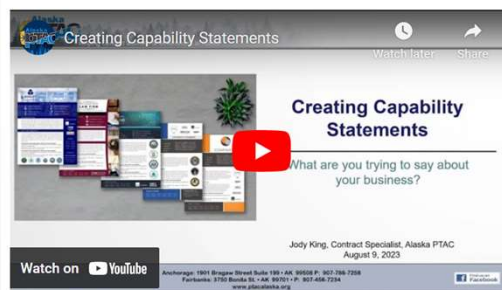 Creating Capability Statements
Watch later
Share
Creating Capability
Statements
What are you trying to say about
your business?
Jody King, Contract Specialist, Alaska PTAC
August 9, 2023
Watch on YouTube
Anchorage: 1901 Bragaw Street Suite 199 • AK 99508 P: 907-786-7258
Fairbanks: 3750 Bonita St. • AK 99701 • P: 907-456-7234
www.ptacalaska.org
Facebook